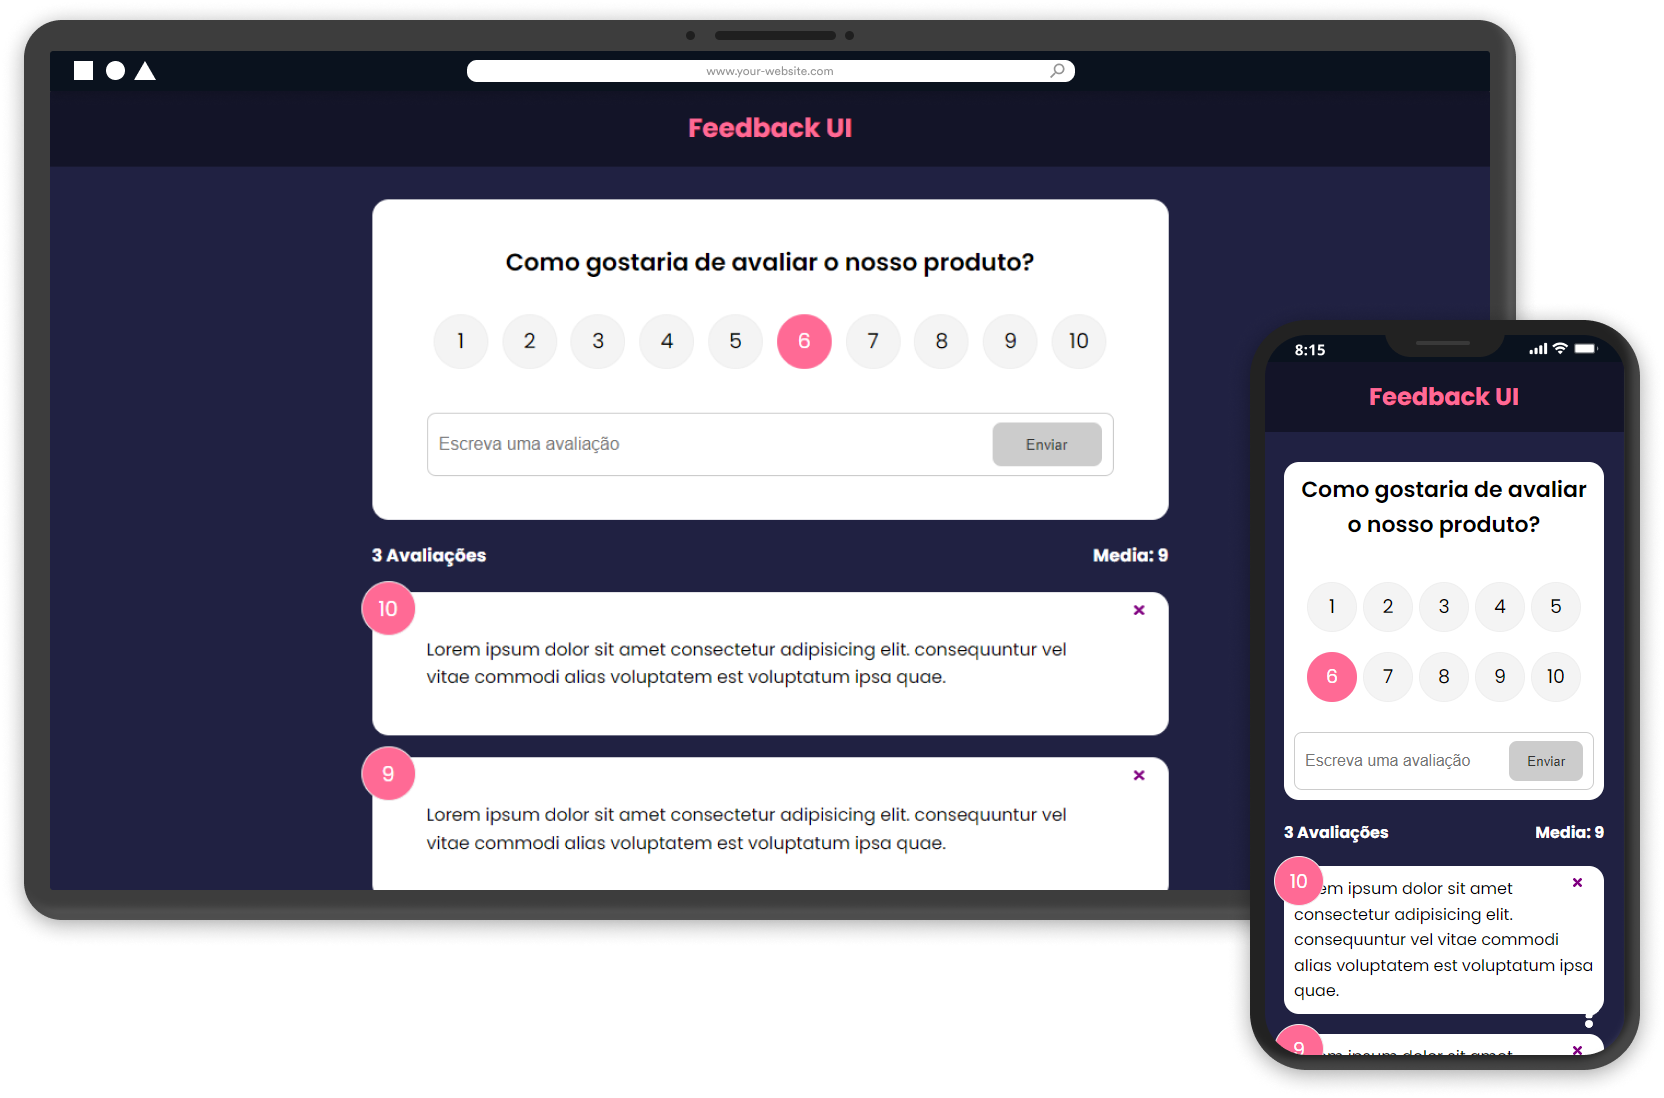 www.your-website.com
Feedback UI
Como gostaria de avaliar o nosso produto?
1 2 3 4 5 6 7 8 9 10
Escreva uma avaliação
Enviar
3 Avaliações
Media: 9
10
Lorem ipsum dolor sit amet consectetur adipisicing elit. consequuntur vel
vitae commodi alias voluptatem est voluptatum ipsa quae.
9
Lorem ipsum dolor sit amet consectetur adipisicing elit. consequuntur vel
vitae commodi alias voluptatem est voluptatum ipsa quae.
8:15
Feedback UI
Como gostaria de avaliar
o nosso produto?
1 2 3 4 5
6 7 8 9 10
Escreva uma avaliação
Enviar
3 Avaliações
Media: 9
10
ipsum dolor sit amet
consectetur adipisicing elit.
consequuntur vel vitae commodi
alias voluptatem est voluptatum ipsa
quae.
9
ipsum dolor sit amet